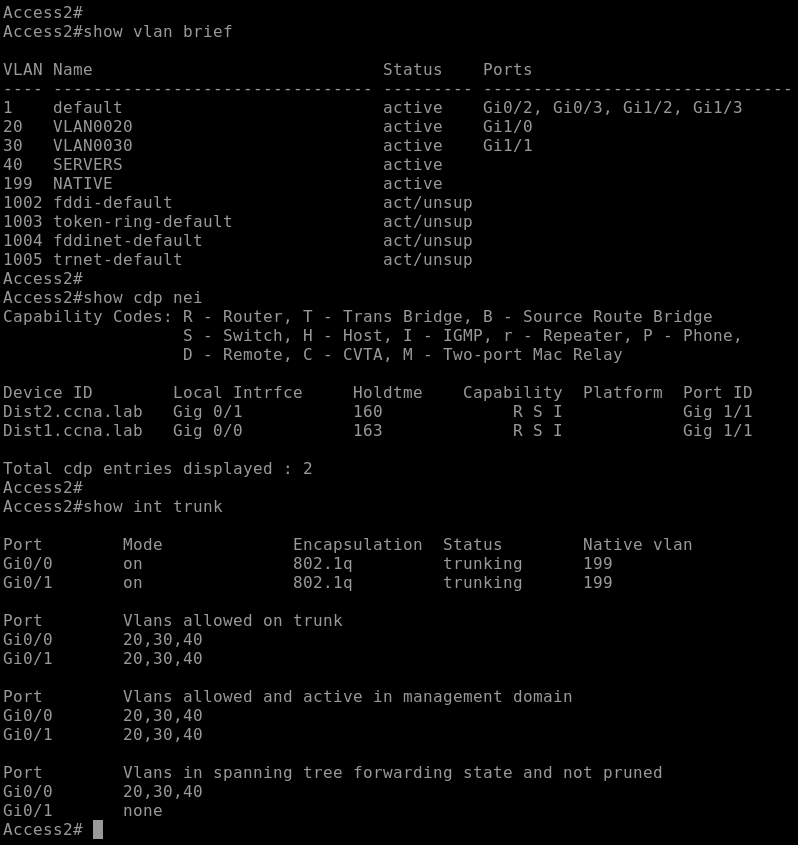 Access2#
Access2#show vlan brief
VLAN Name                             Status    Ports
---- -------------------------------- --------- -------------------------------
1    default                          active    Gi0/2, Gi0/3, Gi1/2, Gi1/3
20   VLAN0020                         active    Gi1/0
30   VLAN0030                         active    Gi1/1
40   SERVERS                          active
199  NATIVE                           active
1002 fddi-default                     act/unsup
1003 token-ring-default               act/unsup
1004 fddinet-default                  act/unsup
1005 trnet-default                    act/unsup
Access2#
Access2#show cdp nei
Capability Codes: R - Router, T - Trans Bridge, B - Source Route Bridge
                  S - Switch, H - Host, I - IGMP, r - Repeater, P - Phone,
                  D - Remote, C - CVTA, M - Two-port Mac Relay
Device ID        Local Intrfce     Holdtme    Capability  Platform  Port ID
Dist2.ccna.lab   Gig 0/1           160             R S I            Gig 1/1
Dist1.ccna.lab   Gig 0/0           163             R S I            Gig 1/1
Total cdp entries displayed : 2
Access2#
Access2#show int trunk
Port        Mode             Encapsulation  Status        Native vlan
Gi0/0       on               802.1q         trunking      199
Gi0/1       on               802.1q         trunking      199
Port        Vlans allowed on trunk
Gi0/0       20,30,40
Gi0/1       20,30,40
Port        Vlans allowed and active in management domain
Gi0/0       20,30,40
Gi0/1       20,30,40
Port        Vlans in spanning tree forwarding state and not pruned
Gi0/0       20,30,40
Gi0/1       none
Access2#